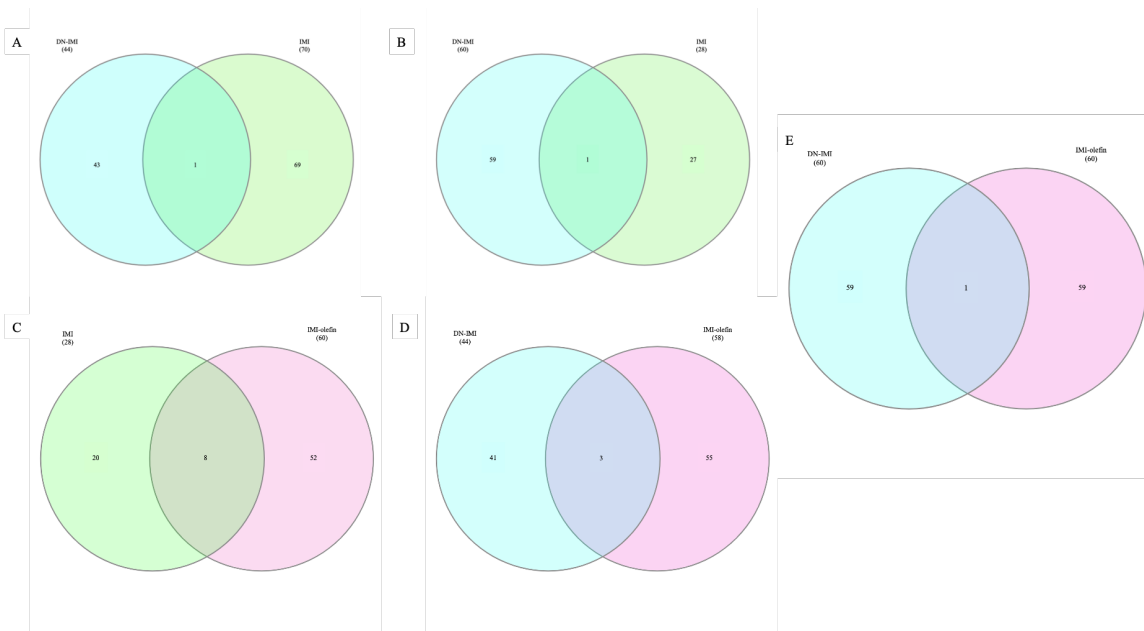 A
DN-IMI
(44)
IMI
(70)
43
1
69
B
DN-IMI
(60)
IMI
(28)
59
1
27
C
IMI
(28)
IMI-olefin
(60)
20
8
52
D
DN-IMI
(44)
IMI-olefin
(58)
41
3
55
E
DN-IMI
(60)
IMI-olefin
(60)
59
1
59